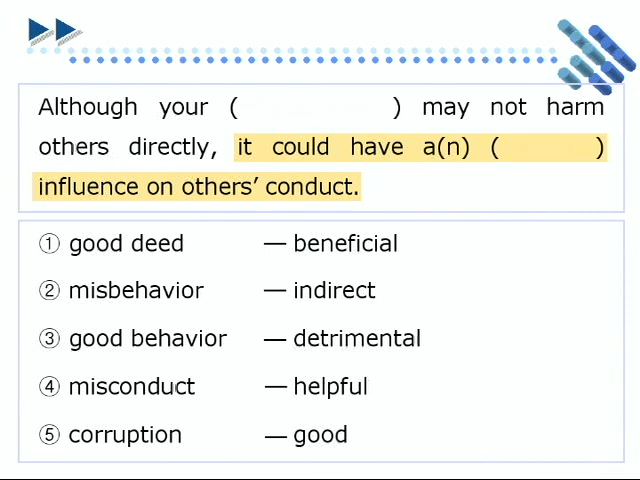 Although your ( ) may not harm
others directly, it could have a(n) ( )
influence on others’ conduct.
① good deed — beneficial
② misbehavior — indirect
③ good behavior — detrimental
④ misconduct — helpful
⑤ corruption — good